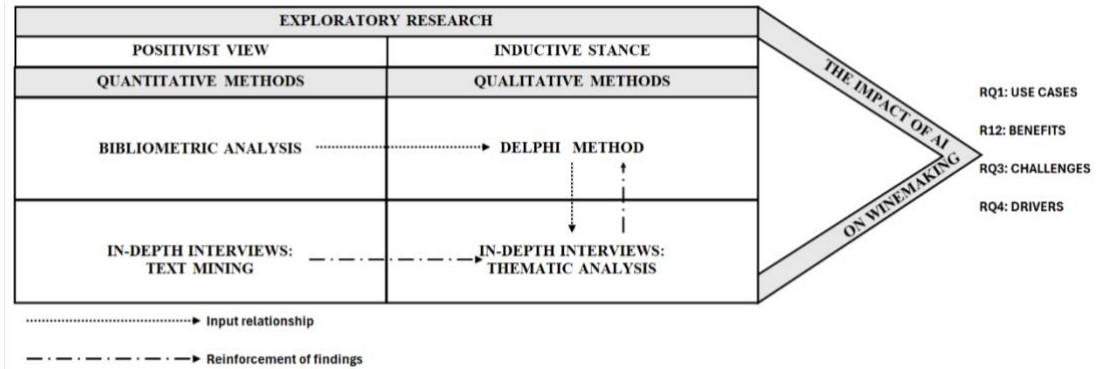 EXPLORATORY RESEARCH
POSITIVIST VIEW
INDUCTIVE STANCE
QUANTITATIVE METHODS
QUALITATIVE METHODS
BIBLIOMETRIC ANALYSIS
DELPHI METHOD
IN-DEPTH INTERVIEWS:
TEXT MINING
IN-DEPTH INTERVIEWS:
THEMATIC ANALYSIS
THE IMPACT OF AI
ON WINEMAKING
RQ1: USE CASES
R12: BENEFITS
RQ3: CHALLENGES
RQ4: DRIVERS
Input relationship
Reinforcement of findings